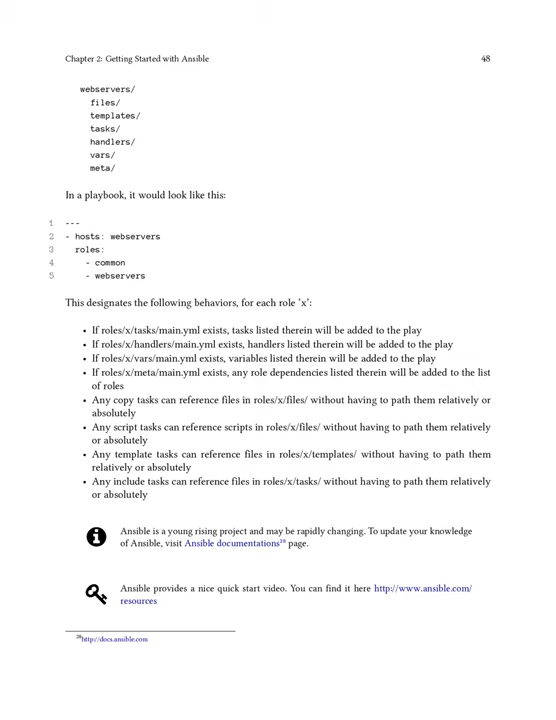 Chapter 2: Getting Started with Ansible 48
webservers/
files/
templates/
tasks/
handlers/
vars/
meta/
In a playbook, it would look like this:
1 ---
2 - hosts: webservers
3 roles:
4 - common
5 - webservers
This designates the following behaviors, for each role ‘x’:
• If roles/x/tasks/main.yml exists, tasks listed therein will be added to the play
• If roles/x/handlers/main.yml exists, handlers listed therein will be added to the play
• If roles/x/vars/main.yml exists, variables listed therein will be added to the play
• If roles/x/meta/main.yml exists, any role dependencies listed therein will be added to the list
of roles
• Any copy tasks can reference files in roles/x/files/ without having to path them relatively or
absolutely
• Any script tasks can reference scripts in roles/x/files/ without having to path them relatively
or absolutely
• Any template tasks can reference files in roles/x/templates/ without having to path them
relatively or absolutely
• Any include tasks can reference files in roles/x/tasks/ without having to path them relatively
or absolutely
Ansible is a young rising project and may be rapidly changing. To update your knowledge
of Ansible, visit Ansible documentations²⁸ page.
Ansible provides a nice quick start video. You can find it here http://www.ansible.com/
resources
²⁸http://docs.ansible.com